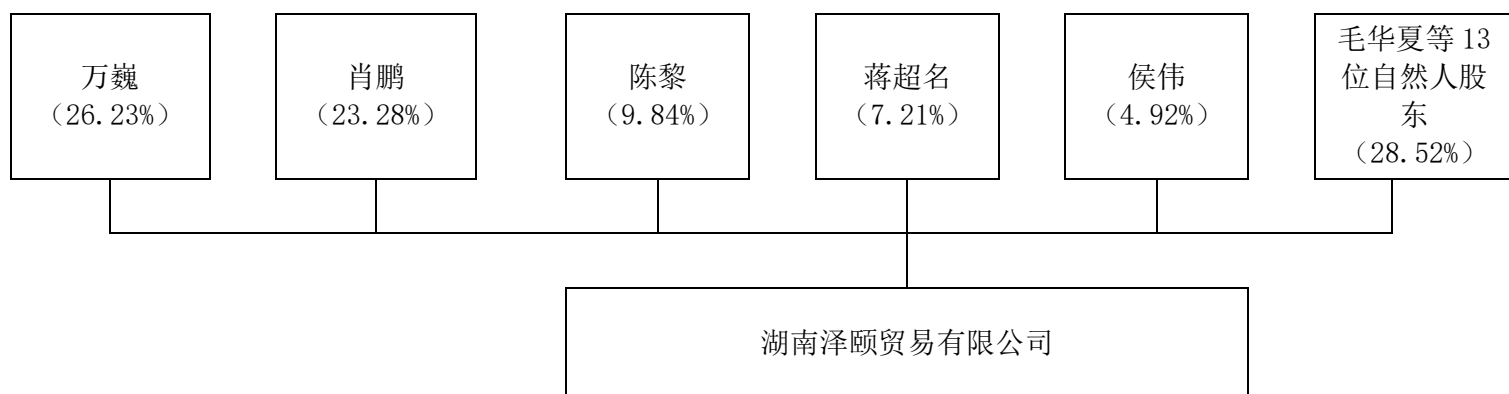 万巍
（26.23%）
肖鹏
（23.28%）
陈黎
（9.84%）
蒋超名
（7.21%）
侯伟
（4.92%）
毛华夏等 13
位自然人股
东
（28.52%）
湖南泽颐贸易有限公司